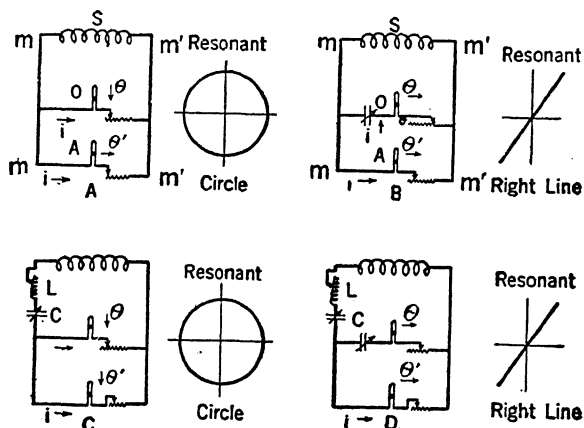 S
m m' Resonant
O θ
i
A θ'
m m' Circle
i A
S
m m' Resonant
O θ
i
A θ'
m m' Right Line
i B
Resonant
L
C θ
θ'
i C Circle
Resonant
L
C θ
θ'
i D Right Line